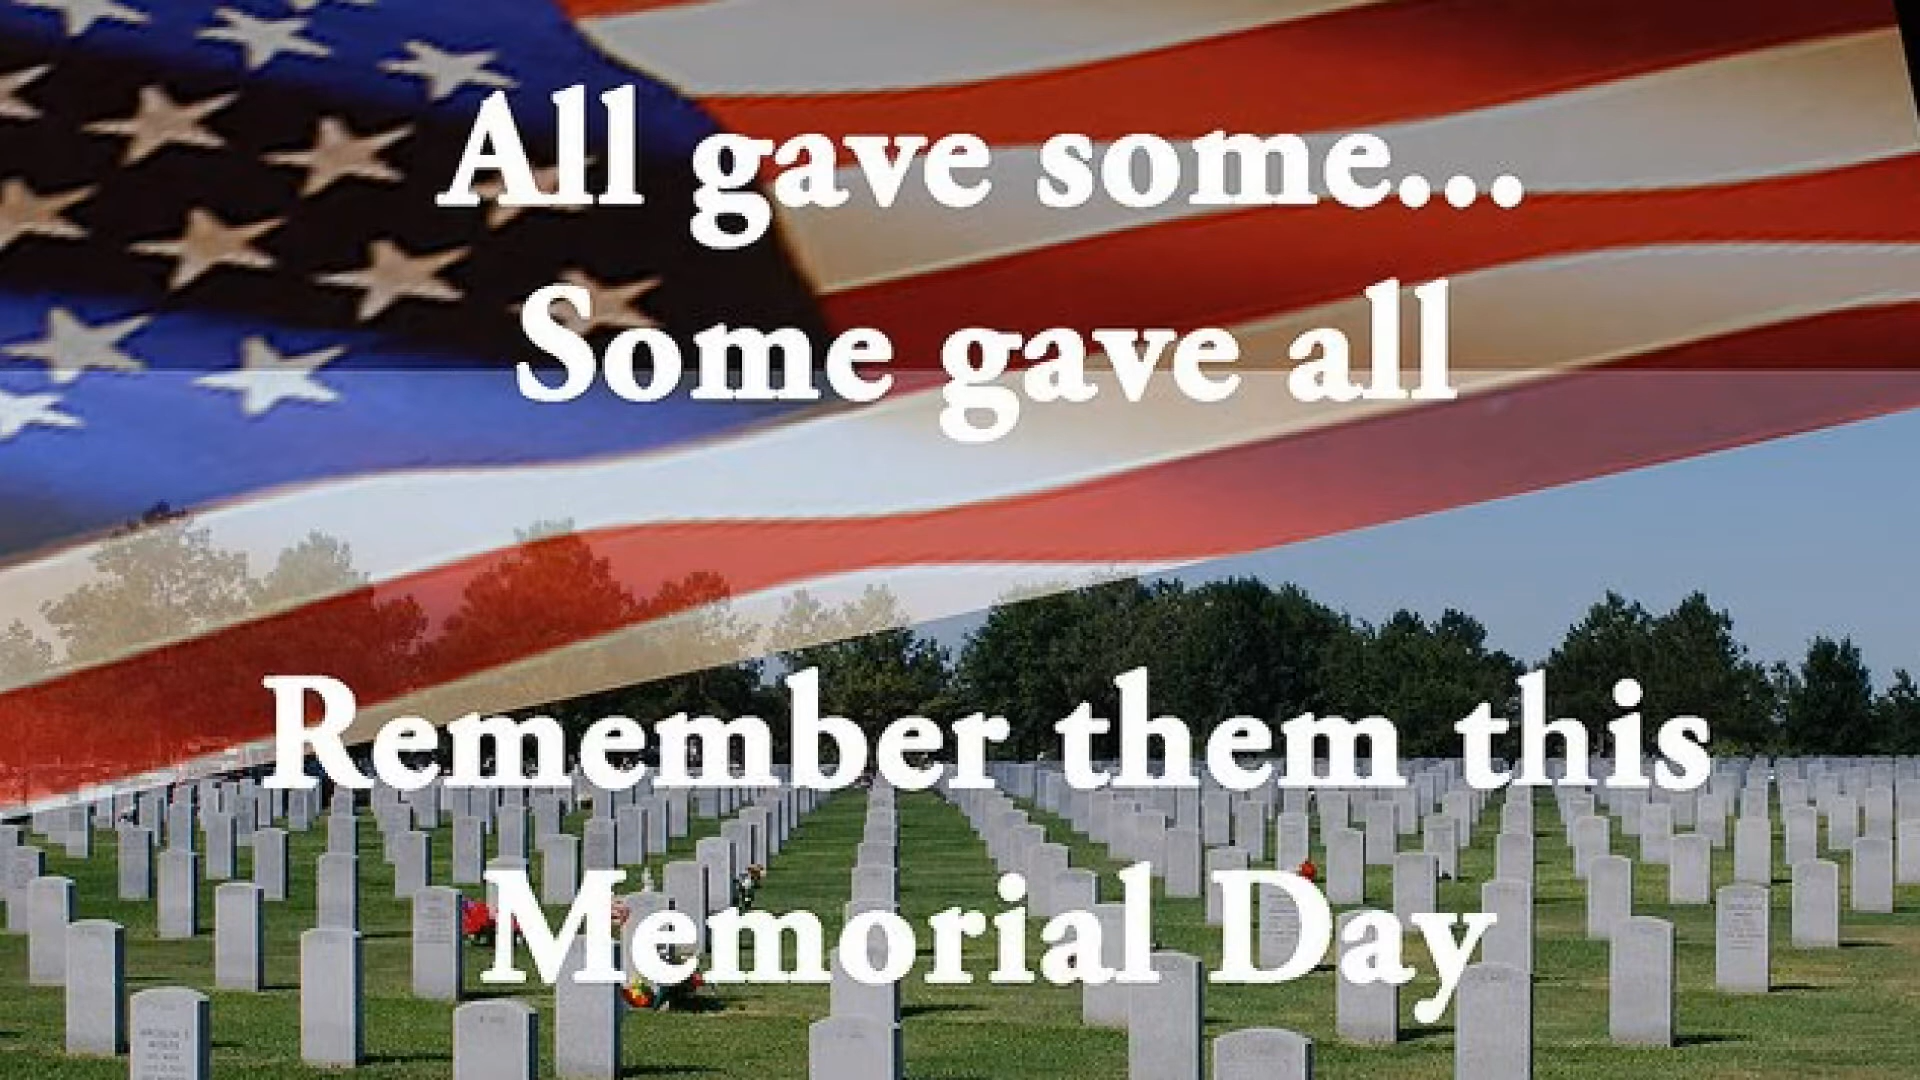 All gave some...
Some gave all
Remember them this
Memorial Day